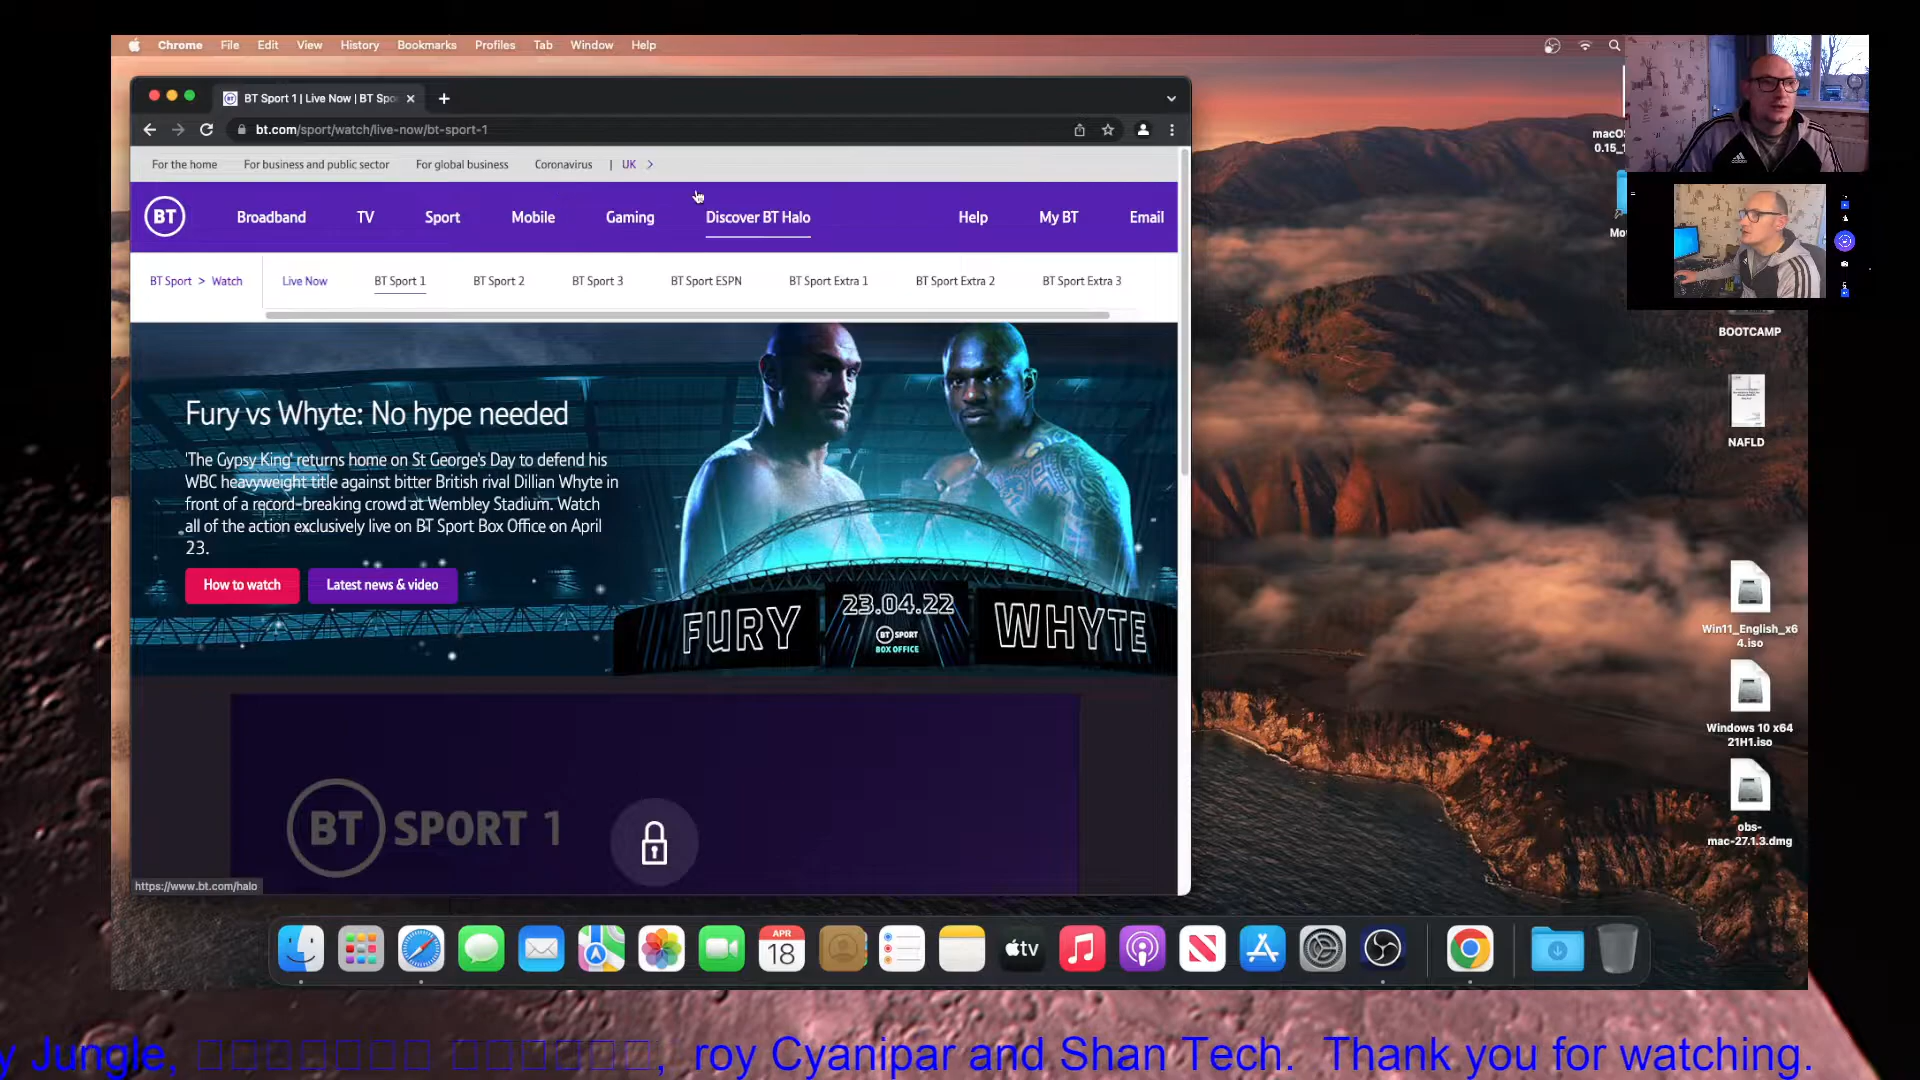 Chrome File Edit View History Bookmarks Profiles Tab Window Help
BT Sport 1 | Live Now | BT Spo
bt.com/sport/watch/live-now/bt-sport-1
For the home For business and public sector For global business Coronavirus | UK >
BT Broadband TV Sport Mobile Gaming Discover BT Halo Help My BT Email
BT Sport > Watch Live Now BT Sport 1 BT Sport 2 BT Sport 3 BT Sport ESPN BT Sport Extra 1 BT Sport Extra 2 BT Sport Extra 3
Fury vs Whyte: No hype needed
'The Gypsy King' returns home on St George's Day to defend his
WBC heavyweight title against bitter British rival Dillian Whyte in
front of a record-breaking crowd at Wembley Stadium. Watch
all of the action exclusively live on BT Sport Box Office on April
23.
How to watch Latest news & video
FURY 23.04.22 WHYTE
BT SPORT
BOX OFFICE
BT SPORT 1
https://www.bt.com/halo
macO
0.15_1
Mo
BOOTCAMP
NAFLD
Win11_English_x6
4.iso
Windows 10 x64
21H1.iso
obs-
mac-27.1.3.dmg
APR
18
tv
y Jungle, roy Cyanipar and Shan Tech. Thank you for watching.